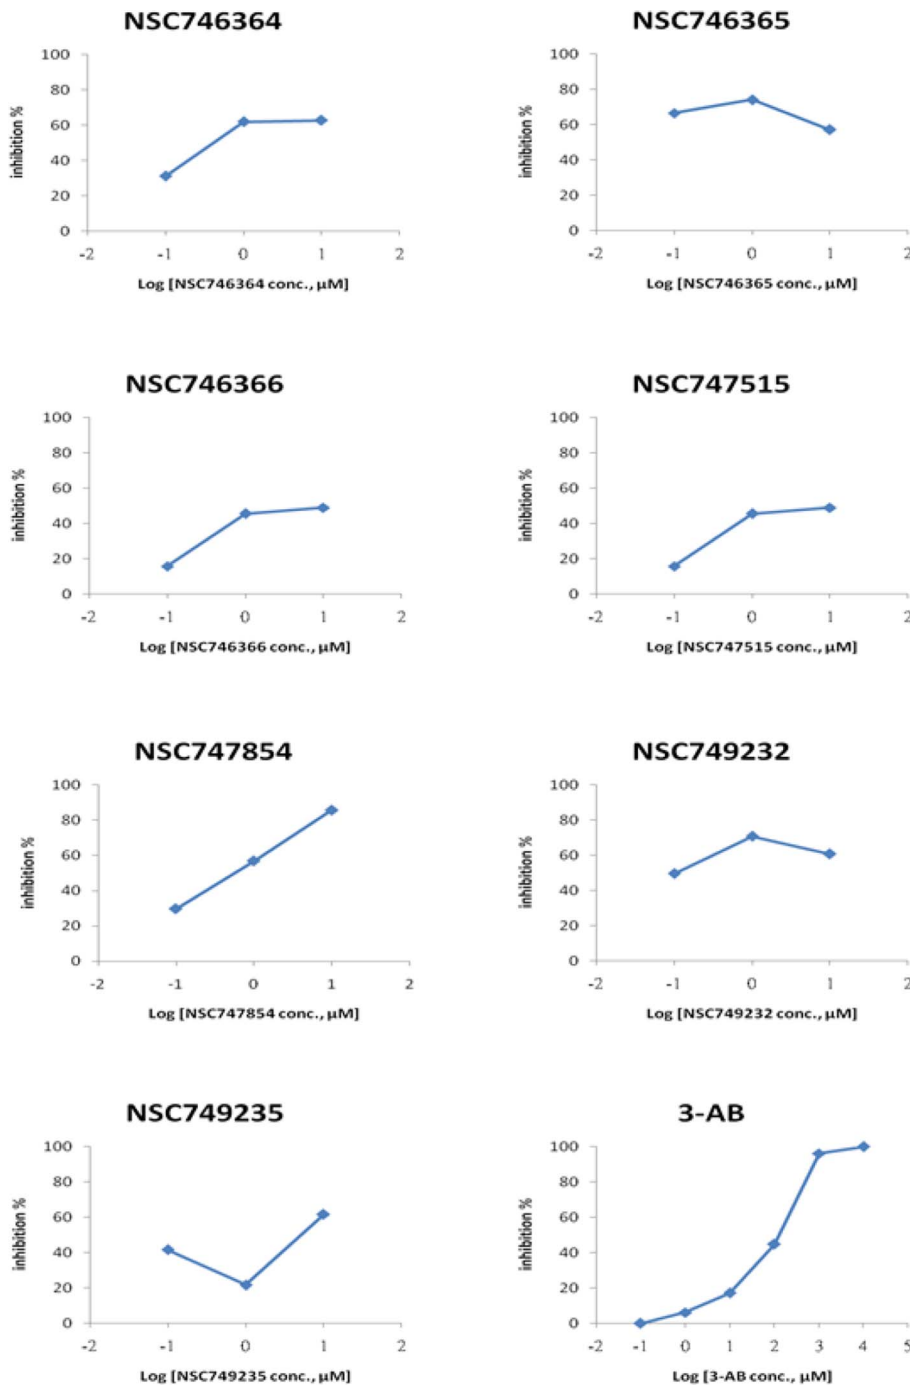 NSC746364
100
80
60
40
20
0
inhibition %
-2 -1 0 1 2
Log [NSC746364 conc., µM]
NSC746365
100
80
60
40
20
0
inhibition %
-2 -1 0 1 2
Log [NSC746365 conc., µM]
NSC746366
100
80
60
40
20
0
inhibition %
-2 -1 0 1 2
Log [NSC746366 conc., µM]
NSC747515
100
80
60
40
20
0
inhibition %
-2 -1 0 1 2
Log [NSC747515 conc., µM]
NSC747854
100
80
60
40
20
0
inhibition %
-2 -1 0 1 2
Log [NSC747854 conc., µM]
NSC749232
100
80
60
40
20
0
inhibition %
-2 -1 0 1 2
Log [NSC749232 conc., µM]
NSC749235
100
80
60
40
20
0
inhibition %
-2 -1 0 1 2
Log [NSC749235 conc., µM]
3-AB
100
80
60
40
20
0
inhibition %
-2 -1 0 1 2 3 4 5
Log [3-AB conc., µM]